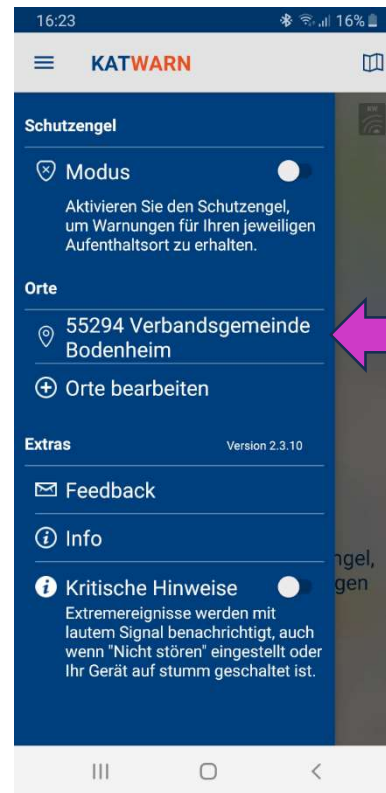 16:23
16%
KATWARN
Schutzengel
Modus
Aktivieren Sie den Schutzengel,
um Warnungen für Ihren jeweiligen
Aufenthaltsort zu erhalten.
Orte
55294 Verbandsgemeinde
Bodenheim
Orte bearbeiten
Extras
Version 2.3.10
Feedback
Info
ngel,
gen
Kritische Hinweise
Extremereignisse werden mit
lautem Signal benachrichtigt, auch
wenn "Nicht stören" eingestellt oder
Ihr Gerät auf stumm geschaltet ist.